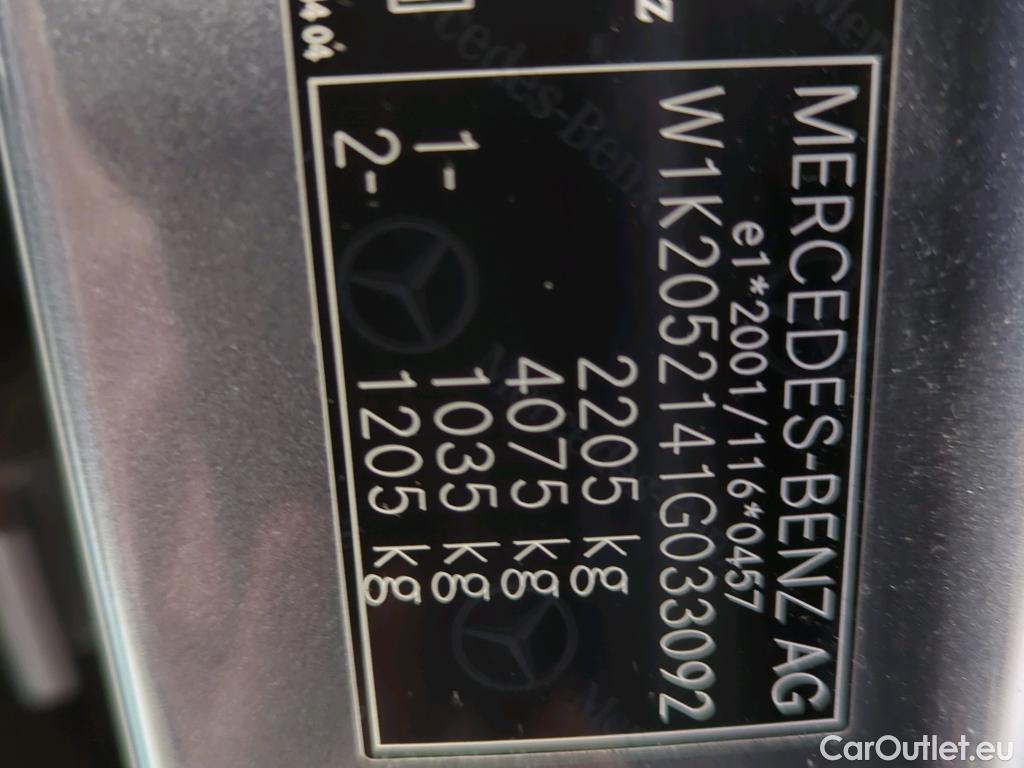 MERCEDES-BENZ AG
e1*2001/116*0457
W1K2052141G033092
2205 kg
4075 kg
1- 1035 kg
2- 1205 kg
CarOutlet.eu